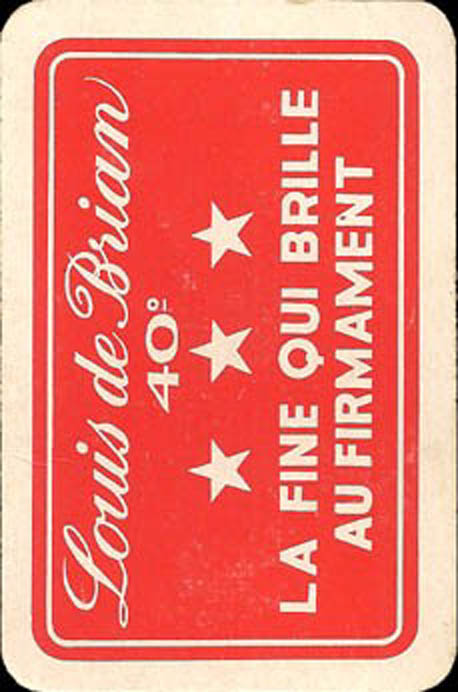 Louis de Brian
40°
LA FINE QUI BRILLE
AU FIRMAMENT